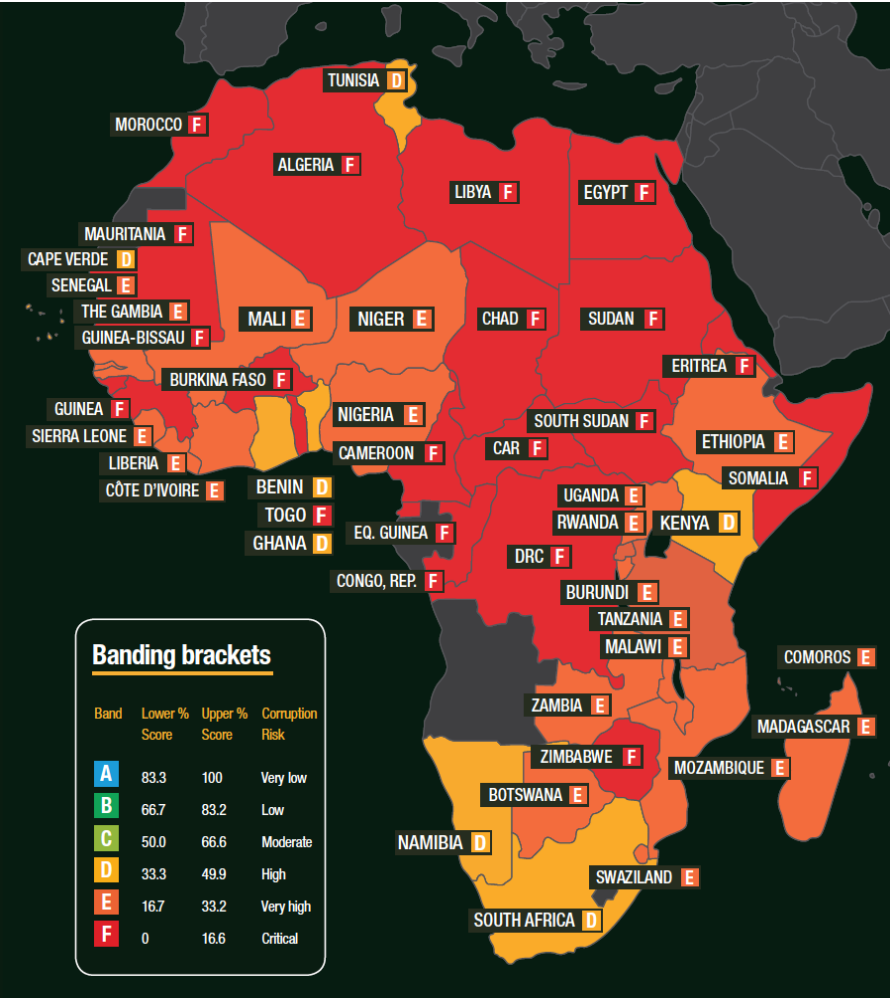 TUNISIA D
MOROCCO F
ALGERIA F
LIBYA F
EGYPT F
MAURITANIA F
CAPE VERDE D
SENEGAL E
THE GAMBIA E
GUINEA-BISSAU F
MALI E
NIGER E
CHAD F
SUDAN F
ERITREA F
BURKINA FASO F
GUINEA F
SIERRA LEONE E
LIBERIA E
CÔTE D'IVOIRE E
NIGERIA E
CAMEROON F
SOUTH SUDAN F
CAR F
ETHIOPIA E
SOMALIA F
BENIN D
TOGO F
GHANA D
UGANDA E
RWANDA E
KENYA D
EQ. GUINEA F
DRC F
CONGO, REP. F
BURUNDI E
TANZANIA E
MALAWI E
COMOROS E
ZAMBIA E
MADAGASCAR E
ZIMBABWE F
MOZAMBIQUE E
BOTSWANA E
NAMIBIA D
SWAZILAND E
SOUTH AFRICA D
Banding brackets
Band Lower % Score Upper % Score Corruption Risk
A 83.3 100 Very low
B 66.7 83.2 Low
C 50.0 66.6 Moderate
D 33.3 49.9 High
E 16.7 33.2 Very high
F 0 16.6 Critical